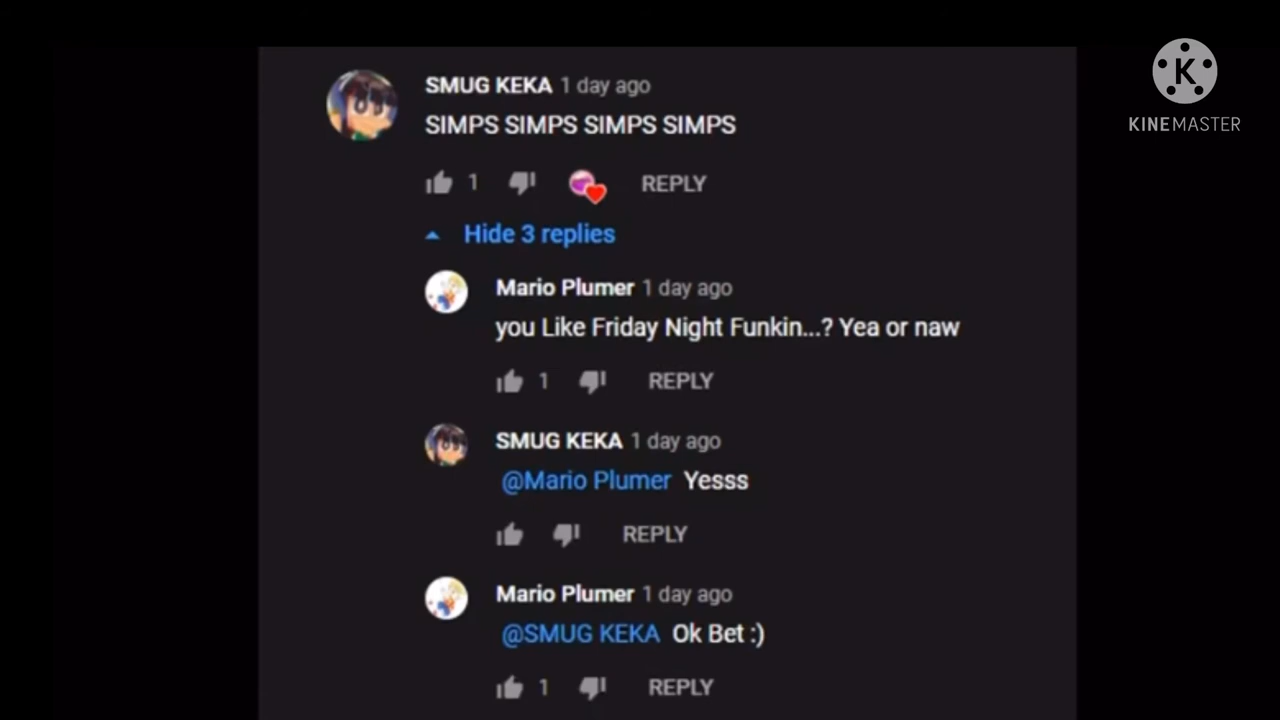 K
KINEMASTER
SMUG KEKA 1 day ago
SIMPS SIMPS SIMPS SIMPS
1 REPLY
Hide 3 replies
Mario Plumer 1 day ago
you Like Friday Night Funkin...? Yea or naw
1 REPLY
SMUG KEKA 1 day ago
@Mario Plumer Yesss
REPLY
Mario Plumer 1 day ago
@SMUG KEKA Ok Bet :)
1 REPLY